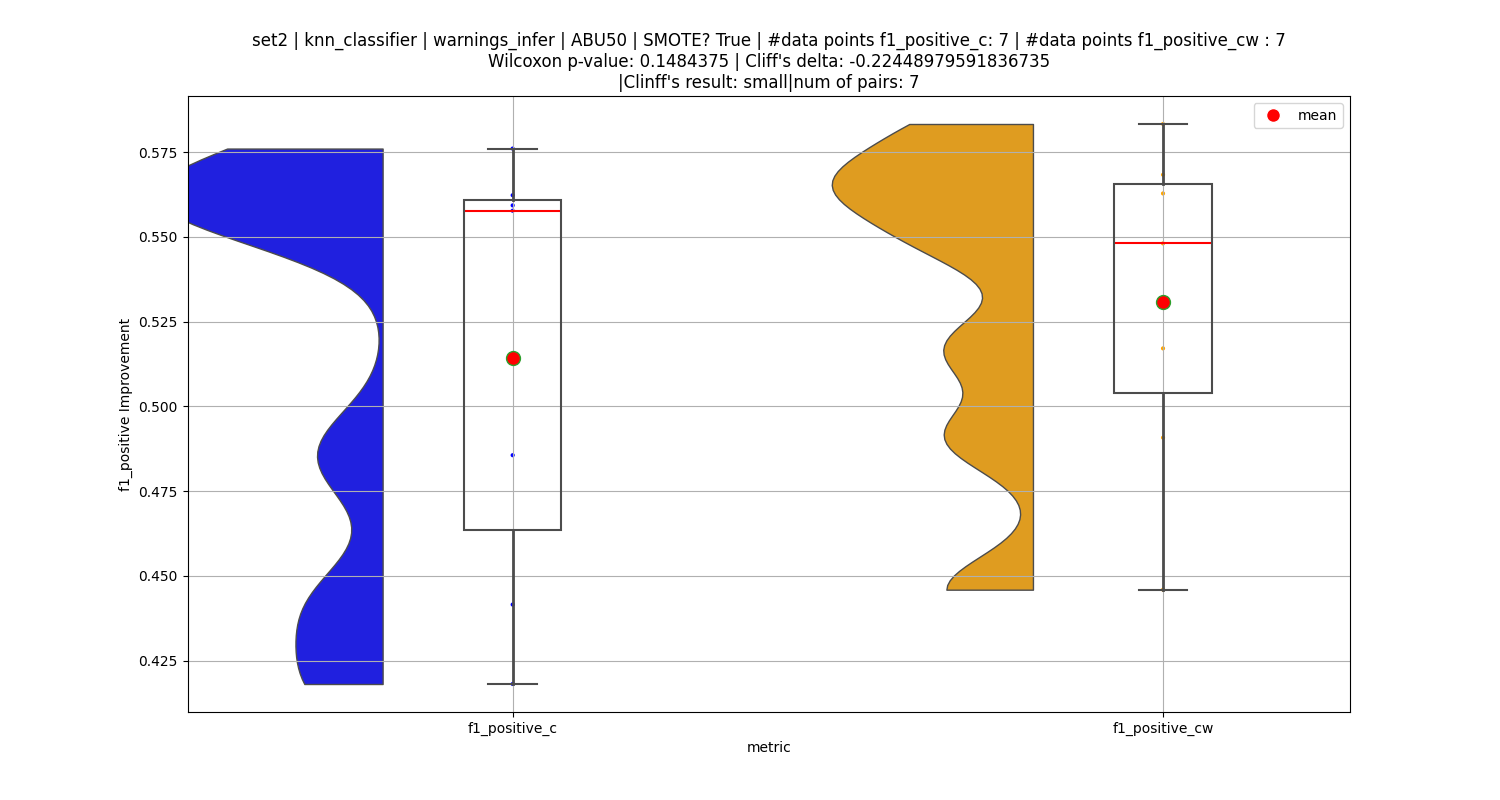 set2 | knn_classifier | warnings_infer | ABU50 | SMOTE? True | #data points f1_positive_c: 7 | #data points f1_positive_cw : 7
Wilcoxon p-value: 0.1484375 | Cliff's delta: -0.22448979591836735
|Clinff's result: small|num of pairs: 7
mean
0.575
0.550
0.525
0.500
0.475
0.450
0.425
f1_positive Improvement
f1_positive_c
f1_positive_cw
metric